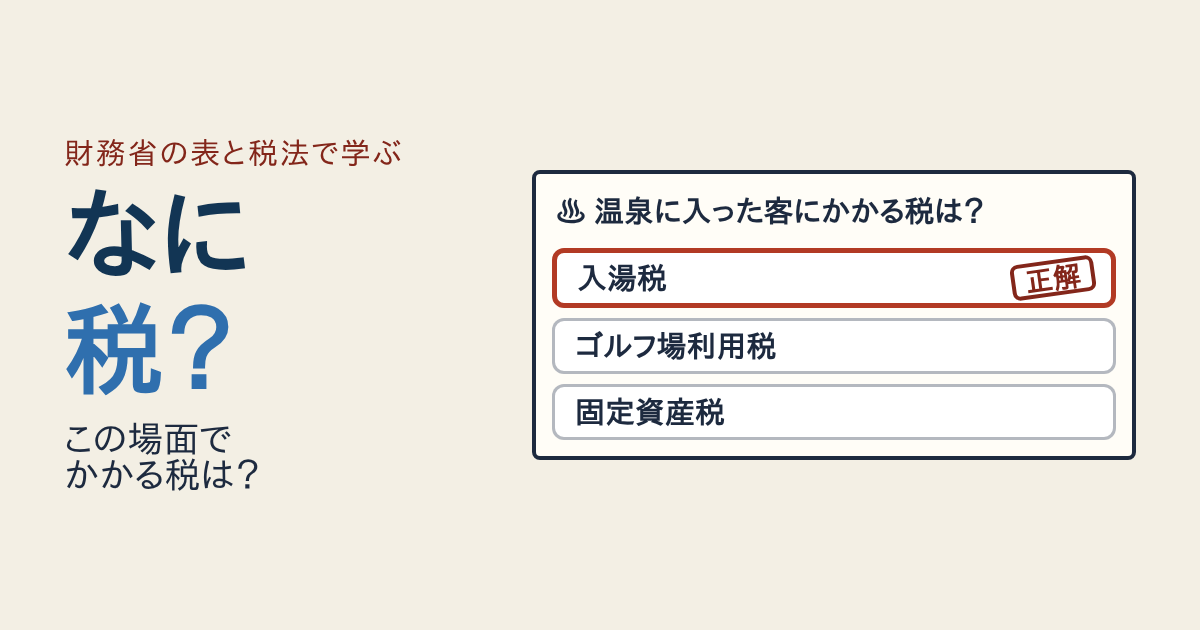 財務省の表と税法で学ぶ
なに
税?
この場面で
かかる税は?
♨ 温泉に入った客にかかる税は?
入湯税
正解
ゴルフ場利用税
固定資産税